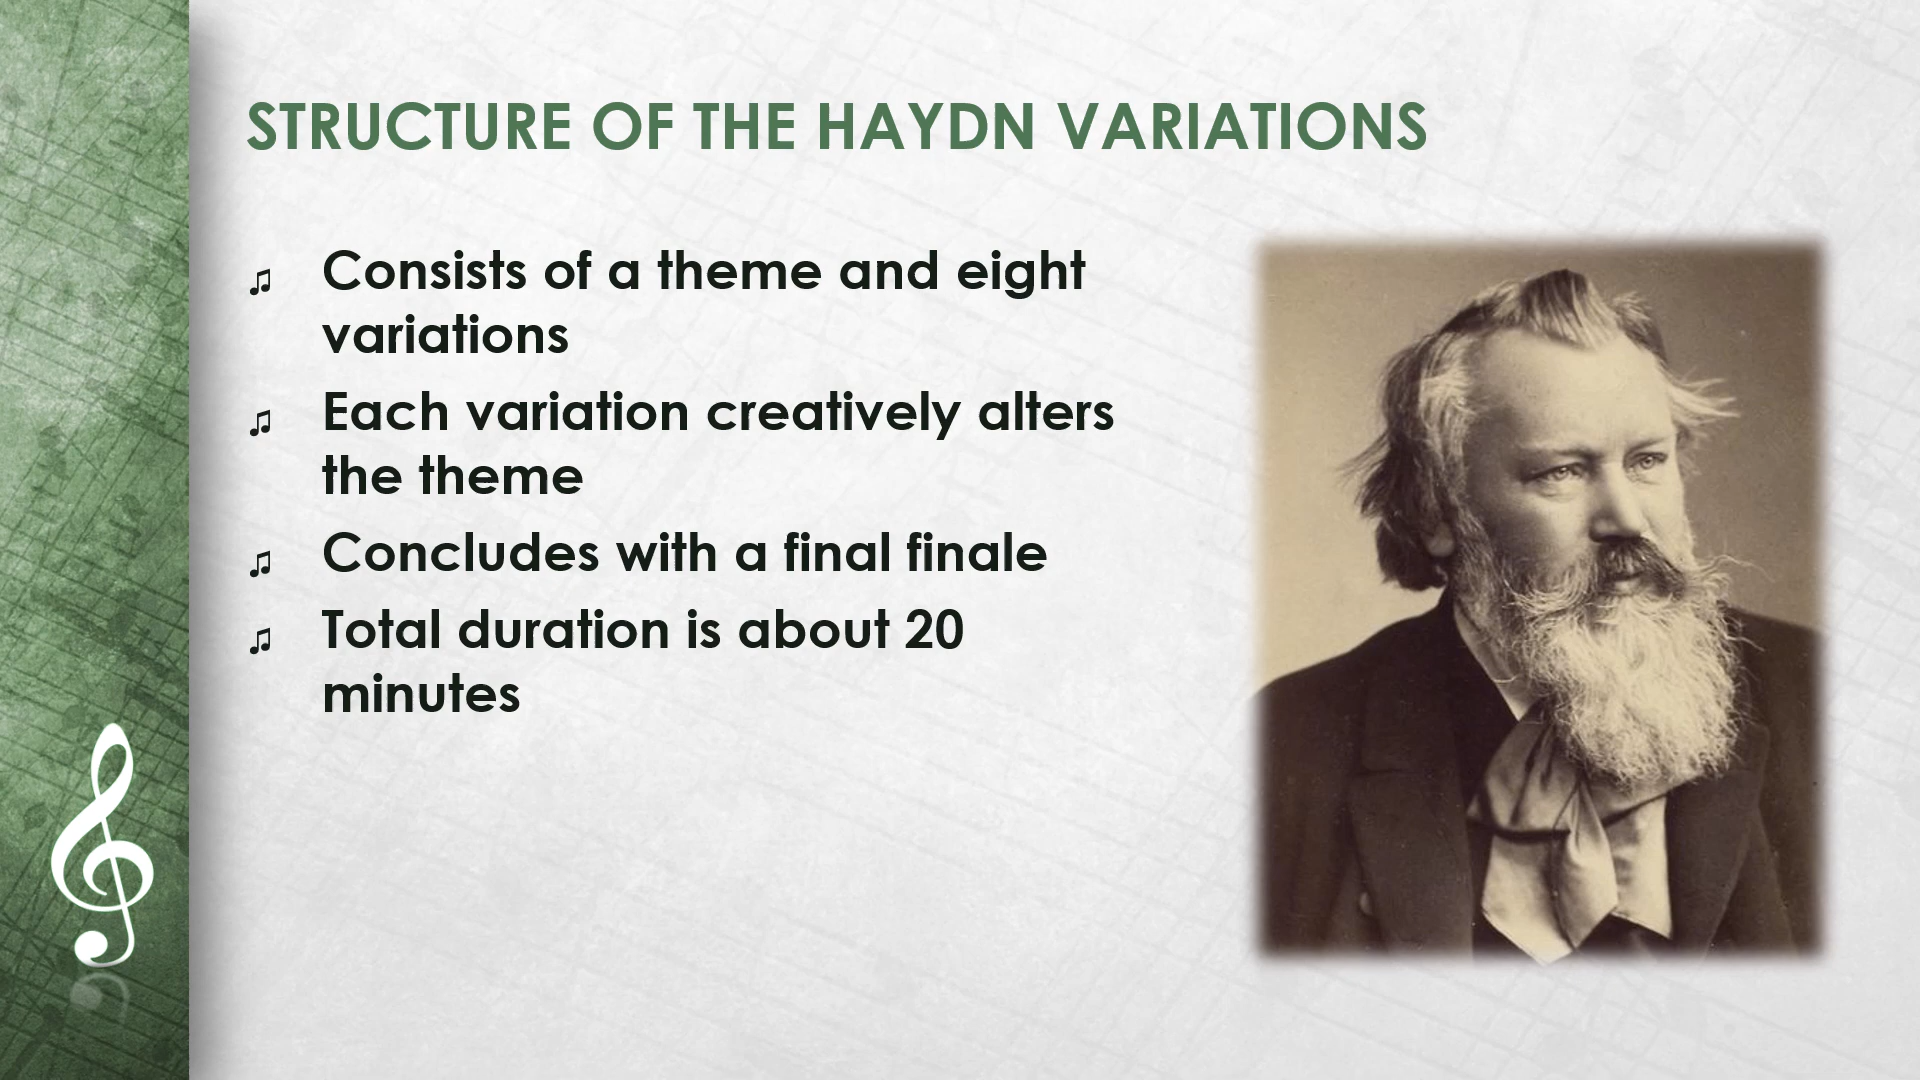 STRUCTURE OF THE HAYDN VARIATIONS
♫ Consists of a theme and eight
variations
♫ Each variation creatively alters
the theme
♫ Concludes with a final finale
♫ Total duration is about 20
minutes